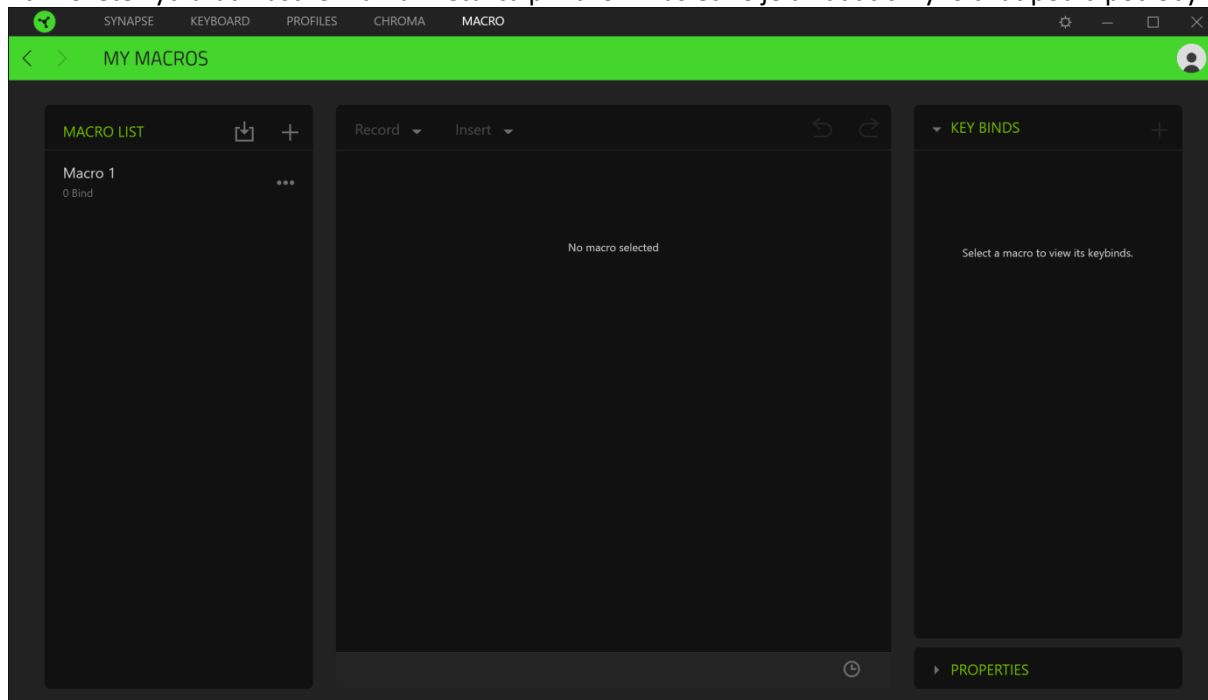 SYNAPSE KEYBOARD PROFILES CHROMA MACRO
MY MACROS
MACRO LIST
Macro 1
0 Bind
Record Insert
No macro selected
KEY BINDS
Select a macro to view its keybinds.
PROPERTIES